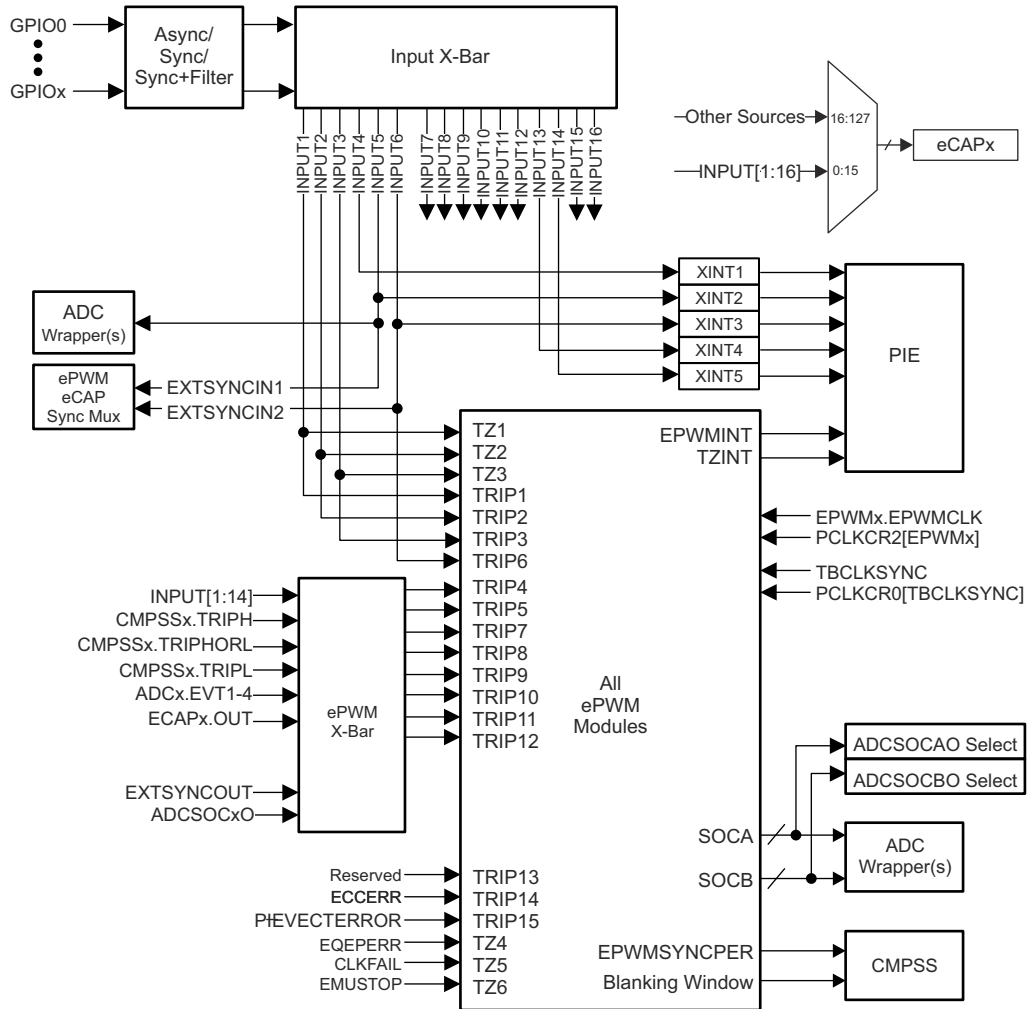 GPIO0
GPIOx
Async/
Sync/
Sync+Filter
Input X-Bar
INPUT1
INPUT2
INPUT3
INPUT4
INPUT5
INPUT6
INPUT7
INPUT8
INPUT9
INPUT10
INPUT11
INPUT12
INPUT13
INPUT14
INPUT15
INPUT16
Other Sources
16:127
INPUT[1:16]
0:15
eCAPx
XINT1
XINT2
XINT3
XINT4
XINT5
PIE
ADC
Wrapper(s)
ePWM
eCAP
Sync Mux
EXTSYNCIN1
EXTSYNCIN2
TZ1
TZ2
TZ3
TRIP1
TRIP2
TRIP3
TRIP6
TRIP4
TRIP5
TRIP7
TRIP8
TRIP9
TRIP10
TRIP11
TRIP12
EPWMINT
TZINT
EPWMx.EPWMCLK
PCLKCR2[EPWMx]
TBCLKSYNC
PCLKCR0[TBCLKSYNC]
INPUT[1:14]
CMPSSx.TRIPH
CMPSSx.TRIPHORL
CMPSSx.TRIPL
ADCx.EVT1-4
ECAPx.OUT
EXTSYNCOUT
ADCSOCxO
ePWM
X-Bar
All
ePWM
Modules
ADCSOCAO Select
ADCSOCBO Select
SOCA
SOCB
ADC
Wrapper(s)
Reserved
ECCERR
PIEVECTERROR
EQEPERR
CLKFAIL
EMUSTOP
TRIP13
TRIP14
TRIP15
TZ4
TZ5
TZ6
EPWMSYNCPER
Blanking Window
CMPSS